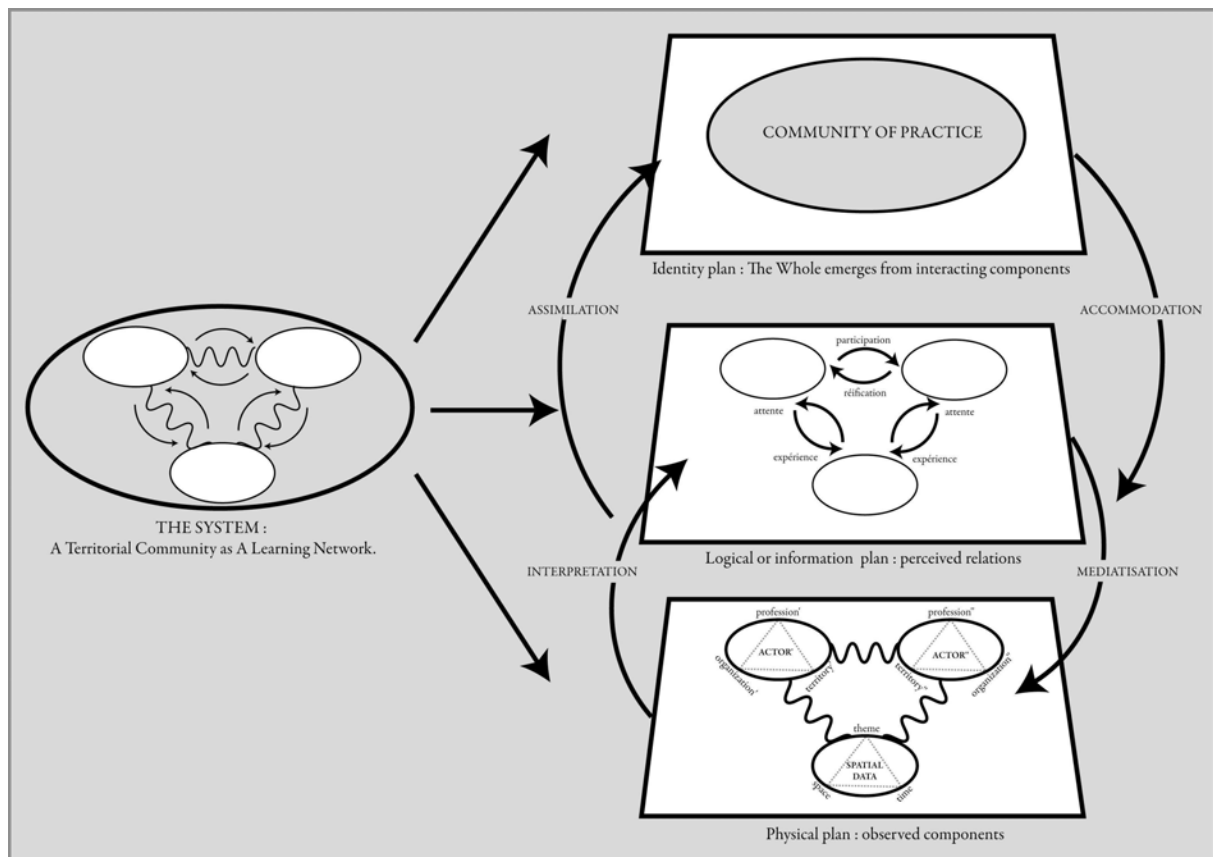 COMMUNITY OF PRACTICE
Identity plan : The Whole emerges from interacting components
ASSIMILATION
ACCOMMODATION
participation
réification
attente
attente
expérience
expérience
THE SYSTEM :
A Territorial Community as A Learning Network.
Logical or information plan : perceived relations
INTERPRETATION
MEDIATISATION
profession'
profession"
ACTOR'
ACTOR"
organization'
territory'
territory"
organization"
theme
SPATIAL
DATA
space
time
Physical plan : observed components